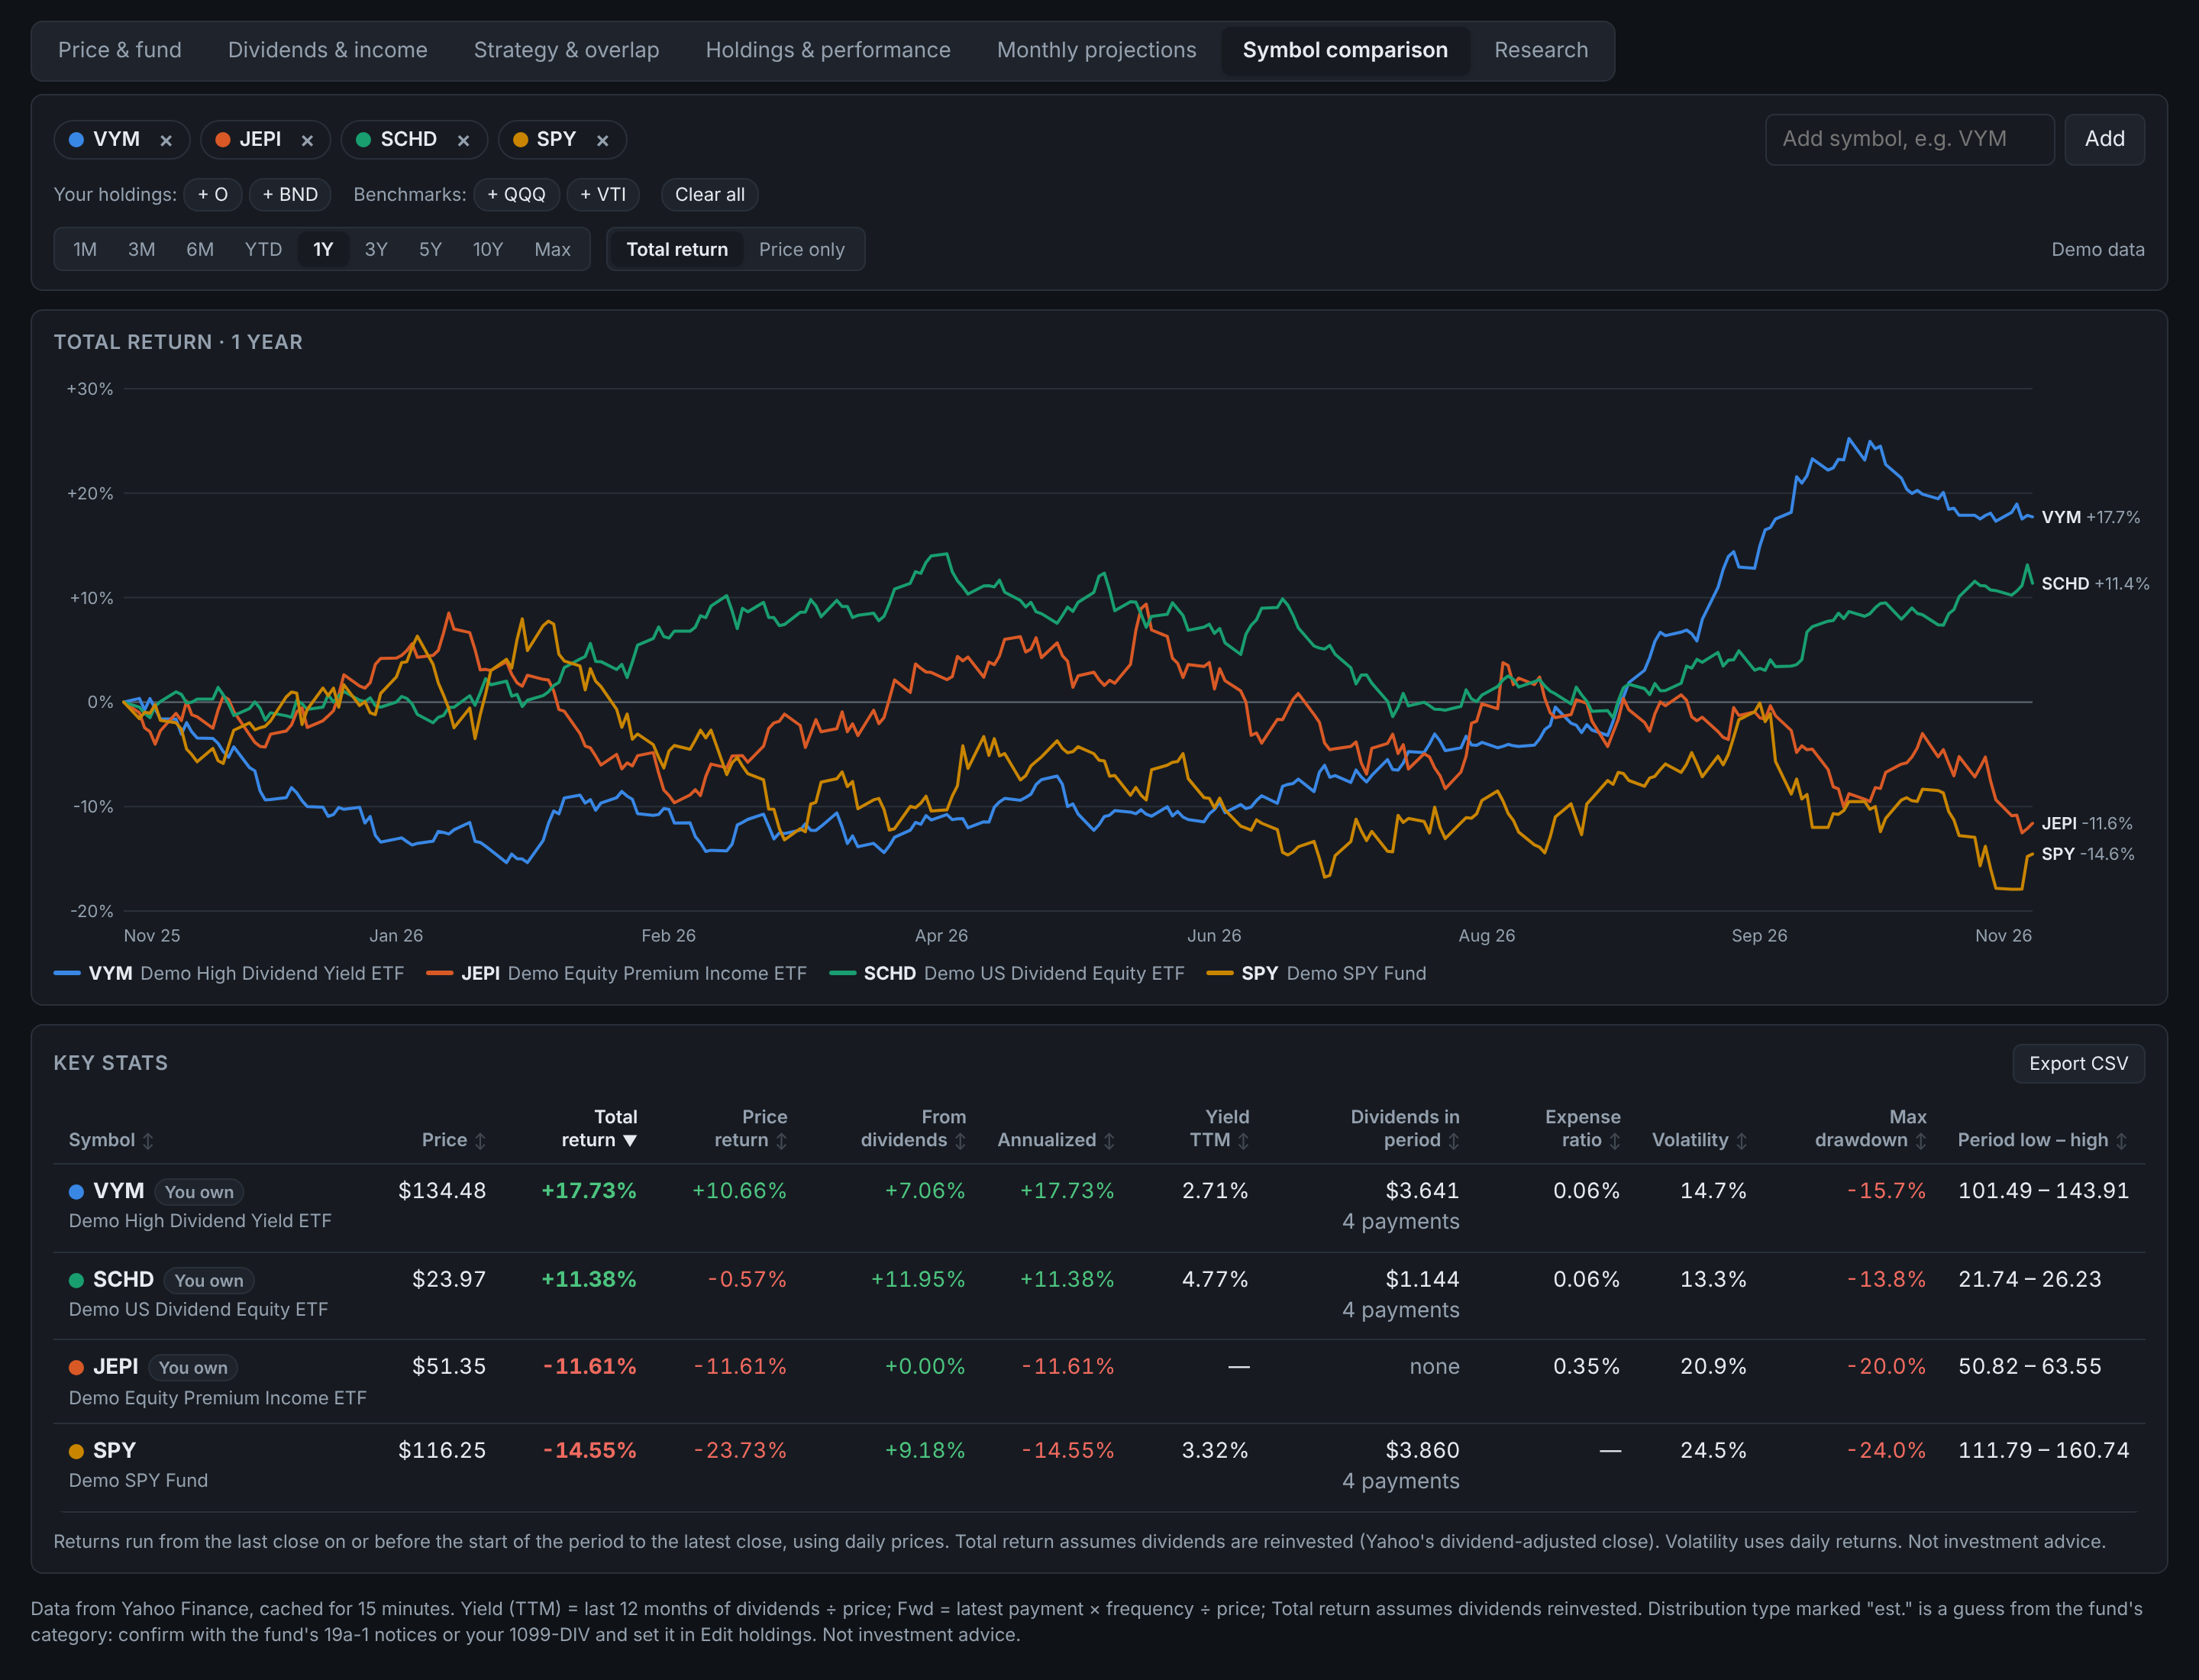 Price & fund Dividends & income Strategy & overlap Holdings & performance Monthly projections Symbol comparison Research
VYM × JEPI × SCHD × SPY × Add symbol, e.g. VYM Add
Your holdings: + O + BND Benchmarks: + QQQ + VTI Clear all
1M 3M 6M YTD 1Y 3Y 5Y 10Y Max Total return Price only Demo data
TOTAL RETURN · 1 YEAR
+30%
+20%
VYM +17.7%
+10%
SCHD +11.4%
0%
-10%
JEPI -11.6%
SPY -14.6%
-20%
Nov 25 Jan 26 Feb 26 Apr 26 Jun 26 Aug 26 Sep 26 Nov 26
VYM Demo High Dividend Yield ETF JEPI Demo Equity Premium Income ETF SCHD Demo US Dividend Equity ETF SPY Demo SPY Fund
KEY STATS Export CSV
Symbol ↕ Price ↕ Total return ▼ Price return ↕ From dividends ↕ Annualized ↕ Yield TTM ↕ Dividends in period ↕ Expense ratio ↕ Volatility ↕ Max drawdown ↕ Period low – high ↕
VYM You own $134.48 +17.73% +10.66% +7.06% +17.73% 2.71% $3.641 0.06% 14.7% -15.7% 101.49 – 143.91
Demo High Dividend Yield ETF 4 payments
SCHD You own $23.97 +11.38% -0.57% +11.95% +11.38% 4.77% $1.144 0.06% 13.3% -13.8% 21.74 – 26.23
Demo US Dividend Equity ETF 4 payments
JEPI You own $51.35 -11.61% -11.61% +0.00% -11.61% — none 0.35% 20.9% -20.0% 50.82 – 63.55
Demo Equity Premium Income ETF
SPY $116.25 -14.55% -23.73% +9.18% -14.55% 3.32% $3.860 — 24.5% -24.0% 111.79 – 160.74
Demo SPY Fund 4 payments
Returns run from the last close on or before the start of the period to the latest close, using daily prices. Total return assumes dividends are reinvested (Yahoo's dividend-adjusted close). Volatility uses daily returns. Not investment advice.
Data from Yahoo Finance, cached for 15 minutes. Yield (TTM) = last 12 months of dividends ÷ price; Fwd = latest payment × frequency ÷ price; Total return assumes dividends reinvested. Distribution type marked "est." is a guess from the fund's
category: confirm with the fund's 19a-1 notices or your 1099-DIV and set it in Edit holdings. Not investment advice.